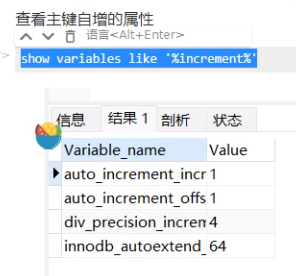 查看主键自增的属性
语言<Alt+Enter>
show variables like '%increment%'
信息 结果 1 剖析 状态
Variable_name Value
auto_increment_incr 1
auto_increment_offs 1
div_precision_increm 4
innodb_autoextend_ 64